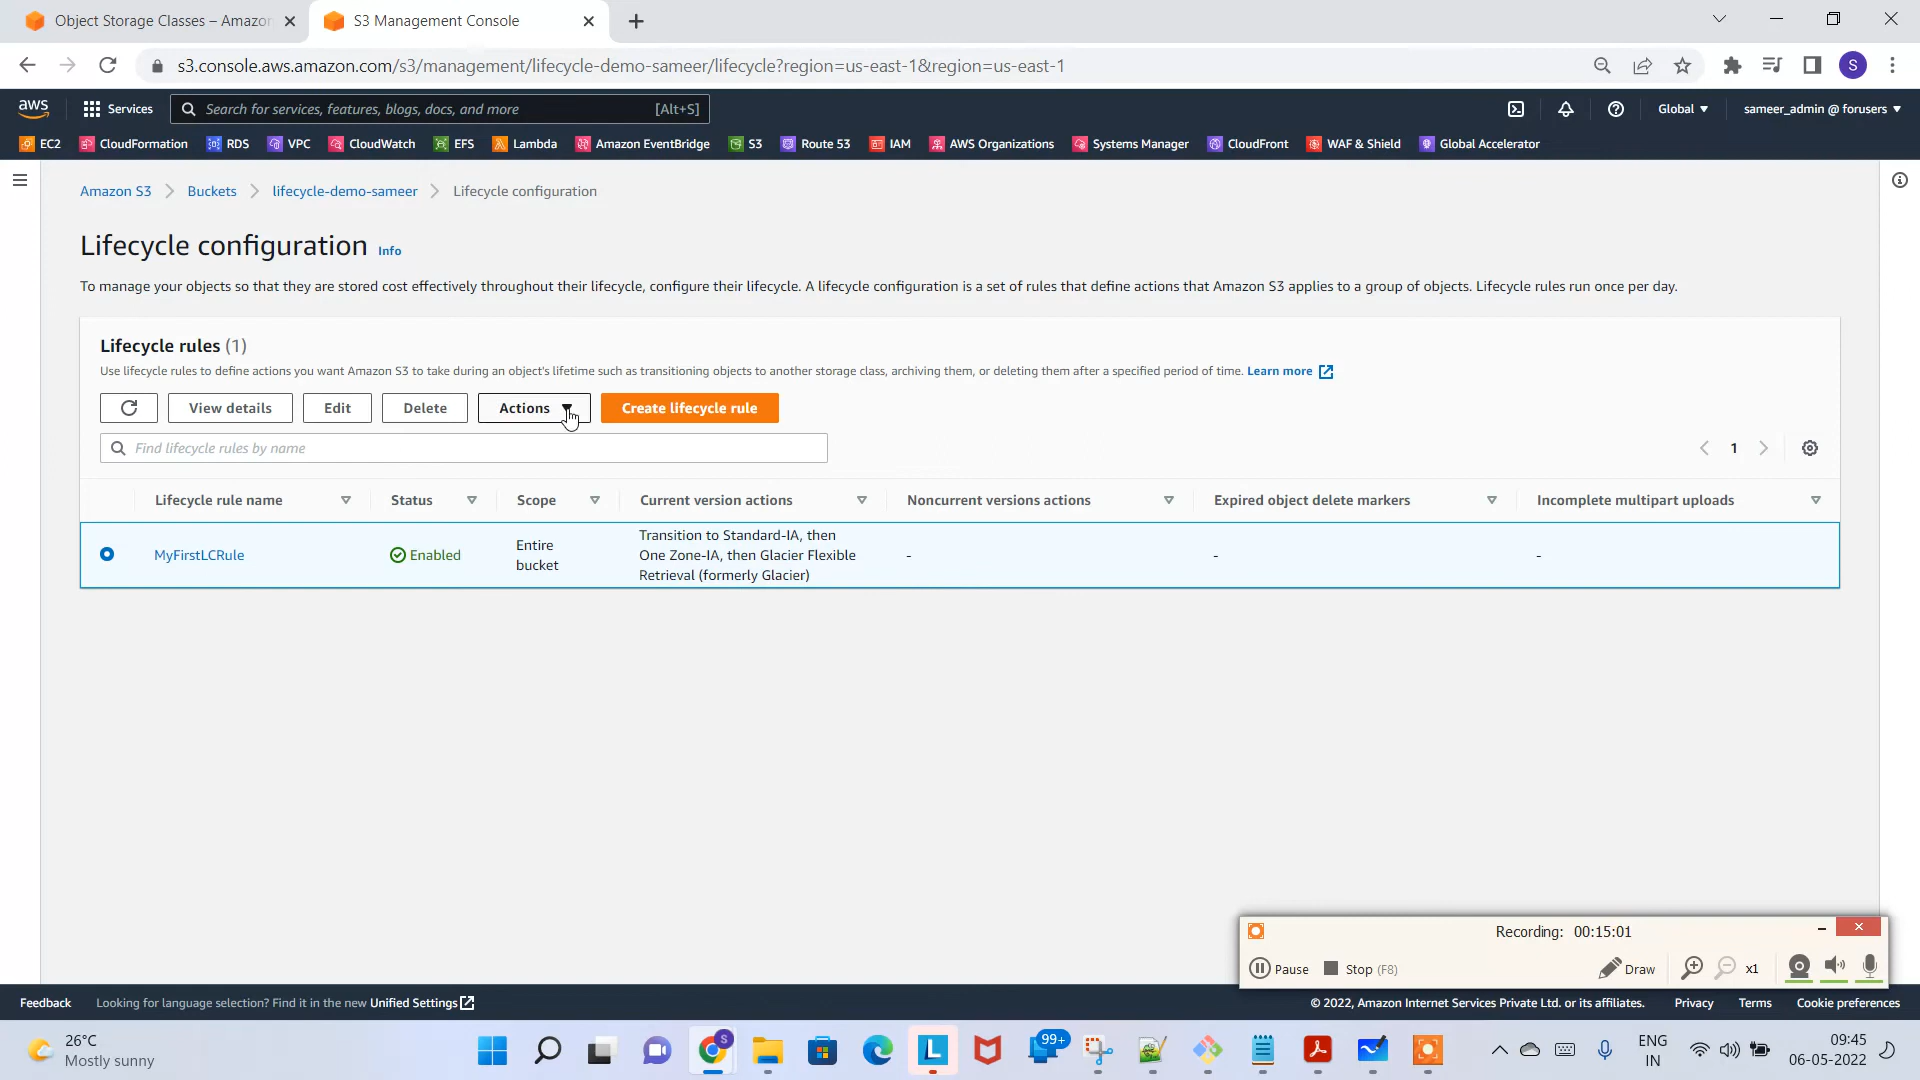 Object Storage Classes – Amazon
S3 Management Console
s3.console.aws.amazon.com/s3/management/lifecycle-demo-sameer/lifecycle?region=us-east-1&region=us-east-1
S
aws
Services
Search for services, features, blogs, docs, and more
[Alt+S]
Global
sameer_admin @ forusers
EC2
CloudFormation
RDS
VPC
CloudWatch
EFS
Lambda
Amazon EventBridge
S3
Route 53
IAM
AWS Organizations
Systems Manager
CloudFront
WAF & Shield
Global Accelerator
Amazon S3
Buckets
lifecycle-demo-sameer
Lifecycle configuration
Lifecycle configuration Info
To manage your objects so that they are stored cost effectively throughout their lifecycle, configure their lifecycle. A lifecycle configuration is a set of rules that define actions that Amazon S3 applies to a group of objects. Lifecycle rules run once per day.
Lifecycle rules (1)
Use lifecycle rules to define actions you want Amazon S3 to take during an object's lifetime such as transitioning objects to another storage class, archiving them, or deleting them after a specified period of time. Learn more
View details
Edit
Delete
Actions
Create lifecycle rule
Find lifecycle rules by name
1
Lifecycle rule name
Status
Scope
Current version actions
Noncurrent versions actions
Expired object delete markers
Incomplete multipart uploads
MyFirstLCRule
Enabled
Entire
bucket
Transition to Standard-IA, then
One Zone-IA, then Glacier Flexible
Retrieval (formerly Glacier)
-
-
-
Recording: 00:15:01
Pause
Stop (F8)
Draw
x1
Feedback
Looking for language selection? Find it in the new Unified Settings
© 2022, Amazon Internet Services Private Ltd. or its affiliates.
Privacy
Terms
Cookie preferences
26°C
Mostly sunny
S
L
99+
ENG
IN
09:45
06-05-2022